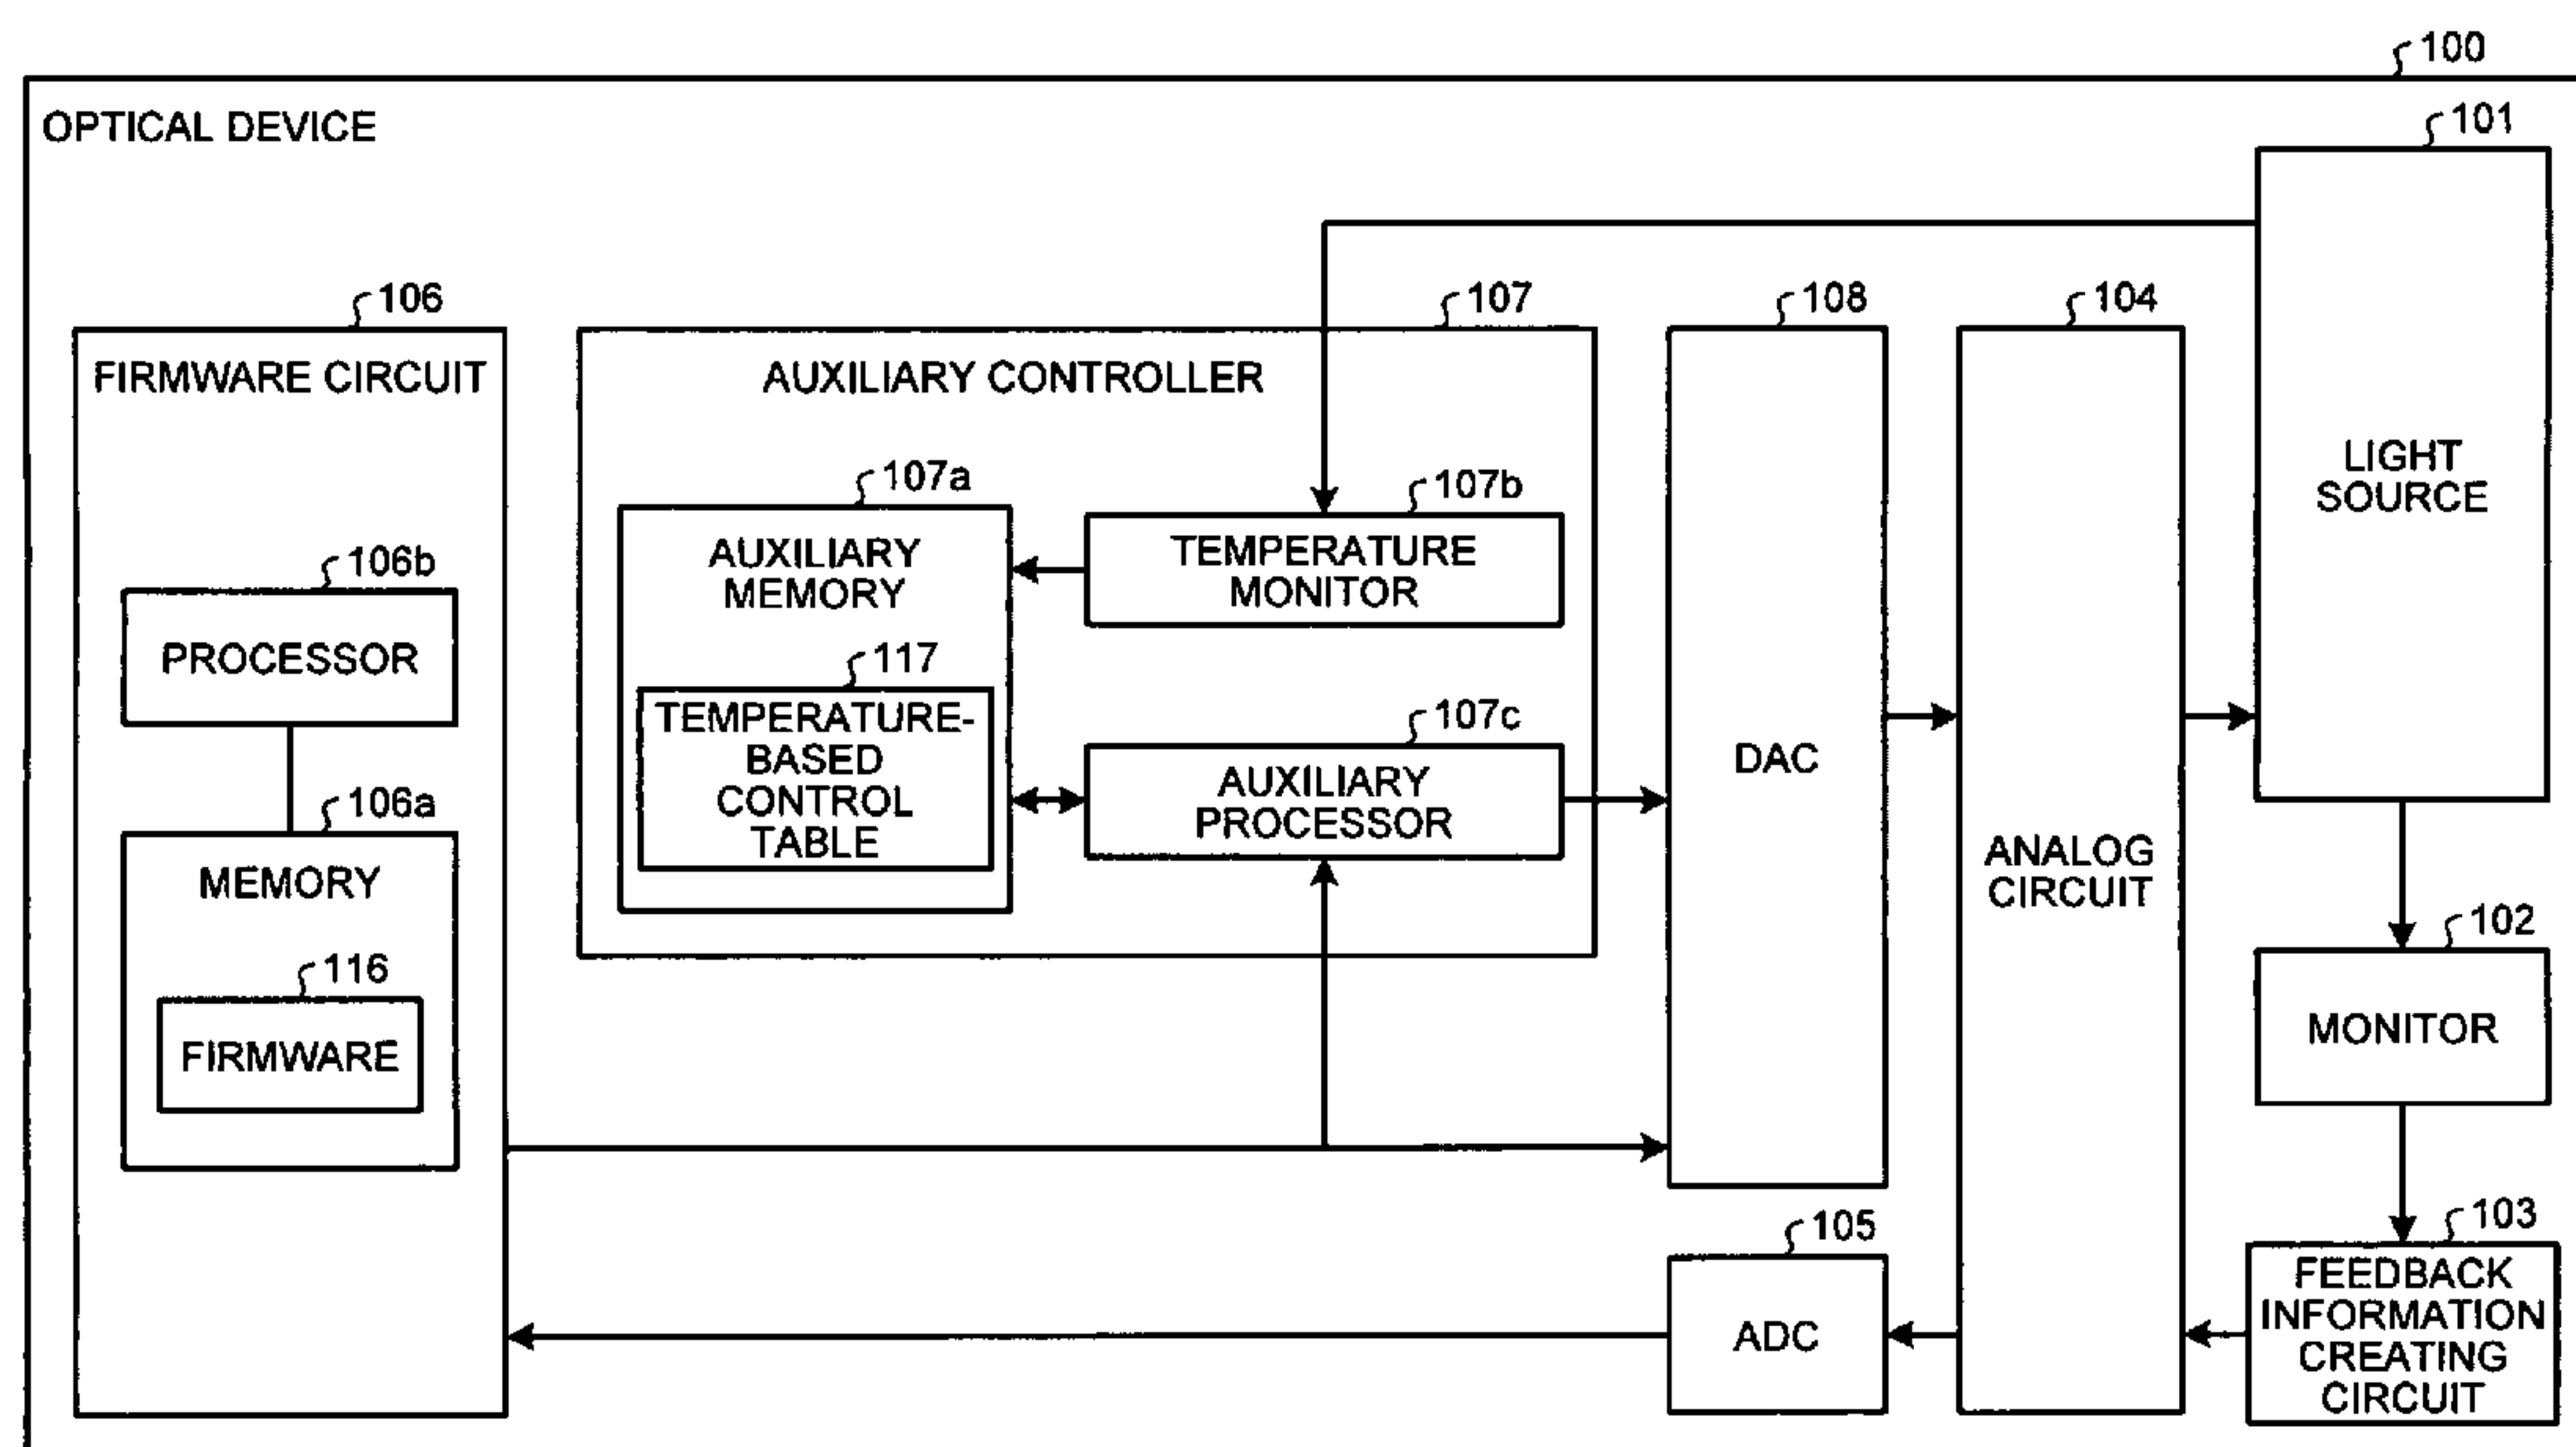 100
OPTICAL DEVICE
101
LIGHT
SOURCE
106
FIRMWARE CIRCUIT
107
AUXILIARY CONTROLLER
108
DAC
104
ANALOG
CIRCUIT
107a
AUXILIARY
MEMORY
107b
TEMPERATURE
MONITOR
106b
PROCESSOR
117
TEMPERATURE-
BASED
CONTROL
TABLE
107c
AUXILIARY
PROCESSOR
106a
MEMORY
116
FIRMWARE
102
MONITOR
105
ADC
103
FEEDBACK
INFORMATION
CREATING
CIRCUIT